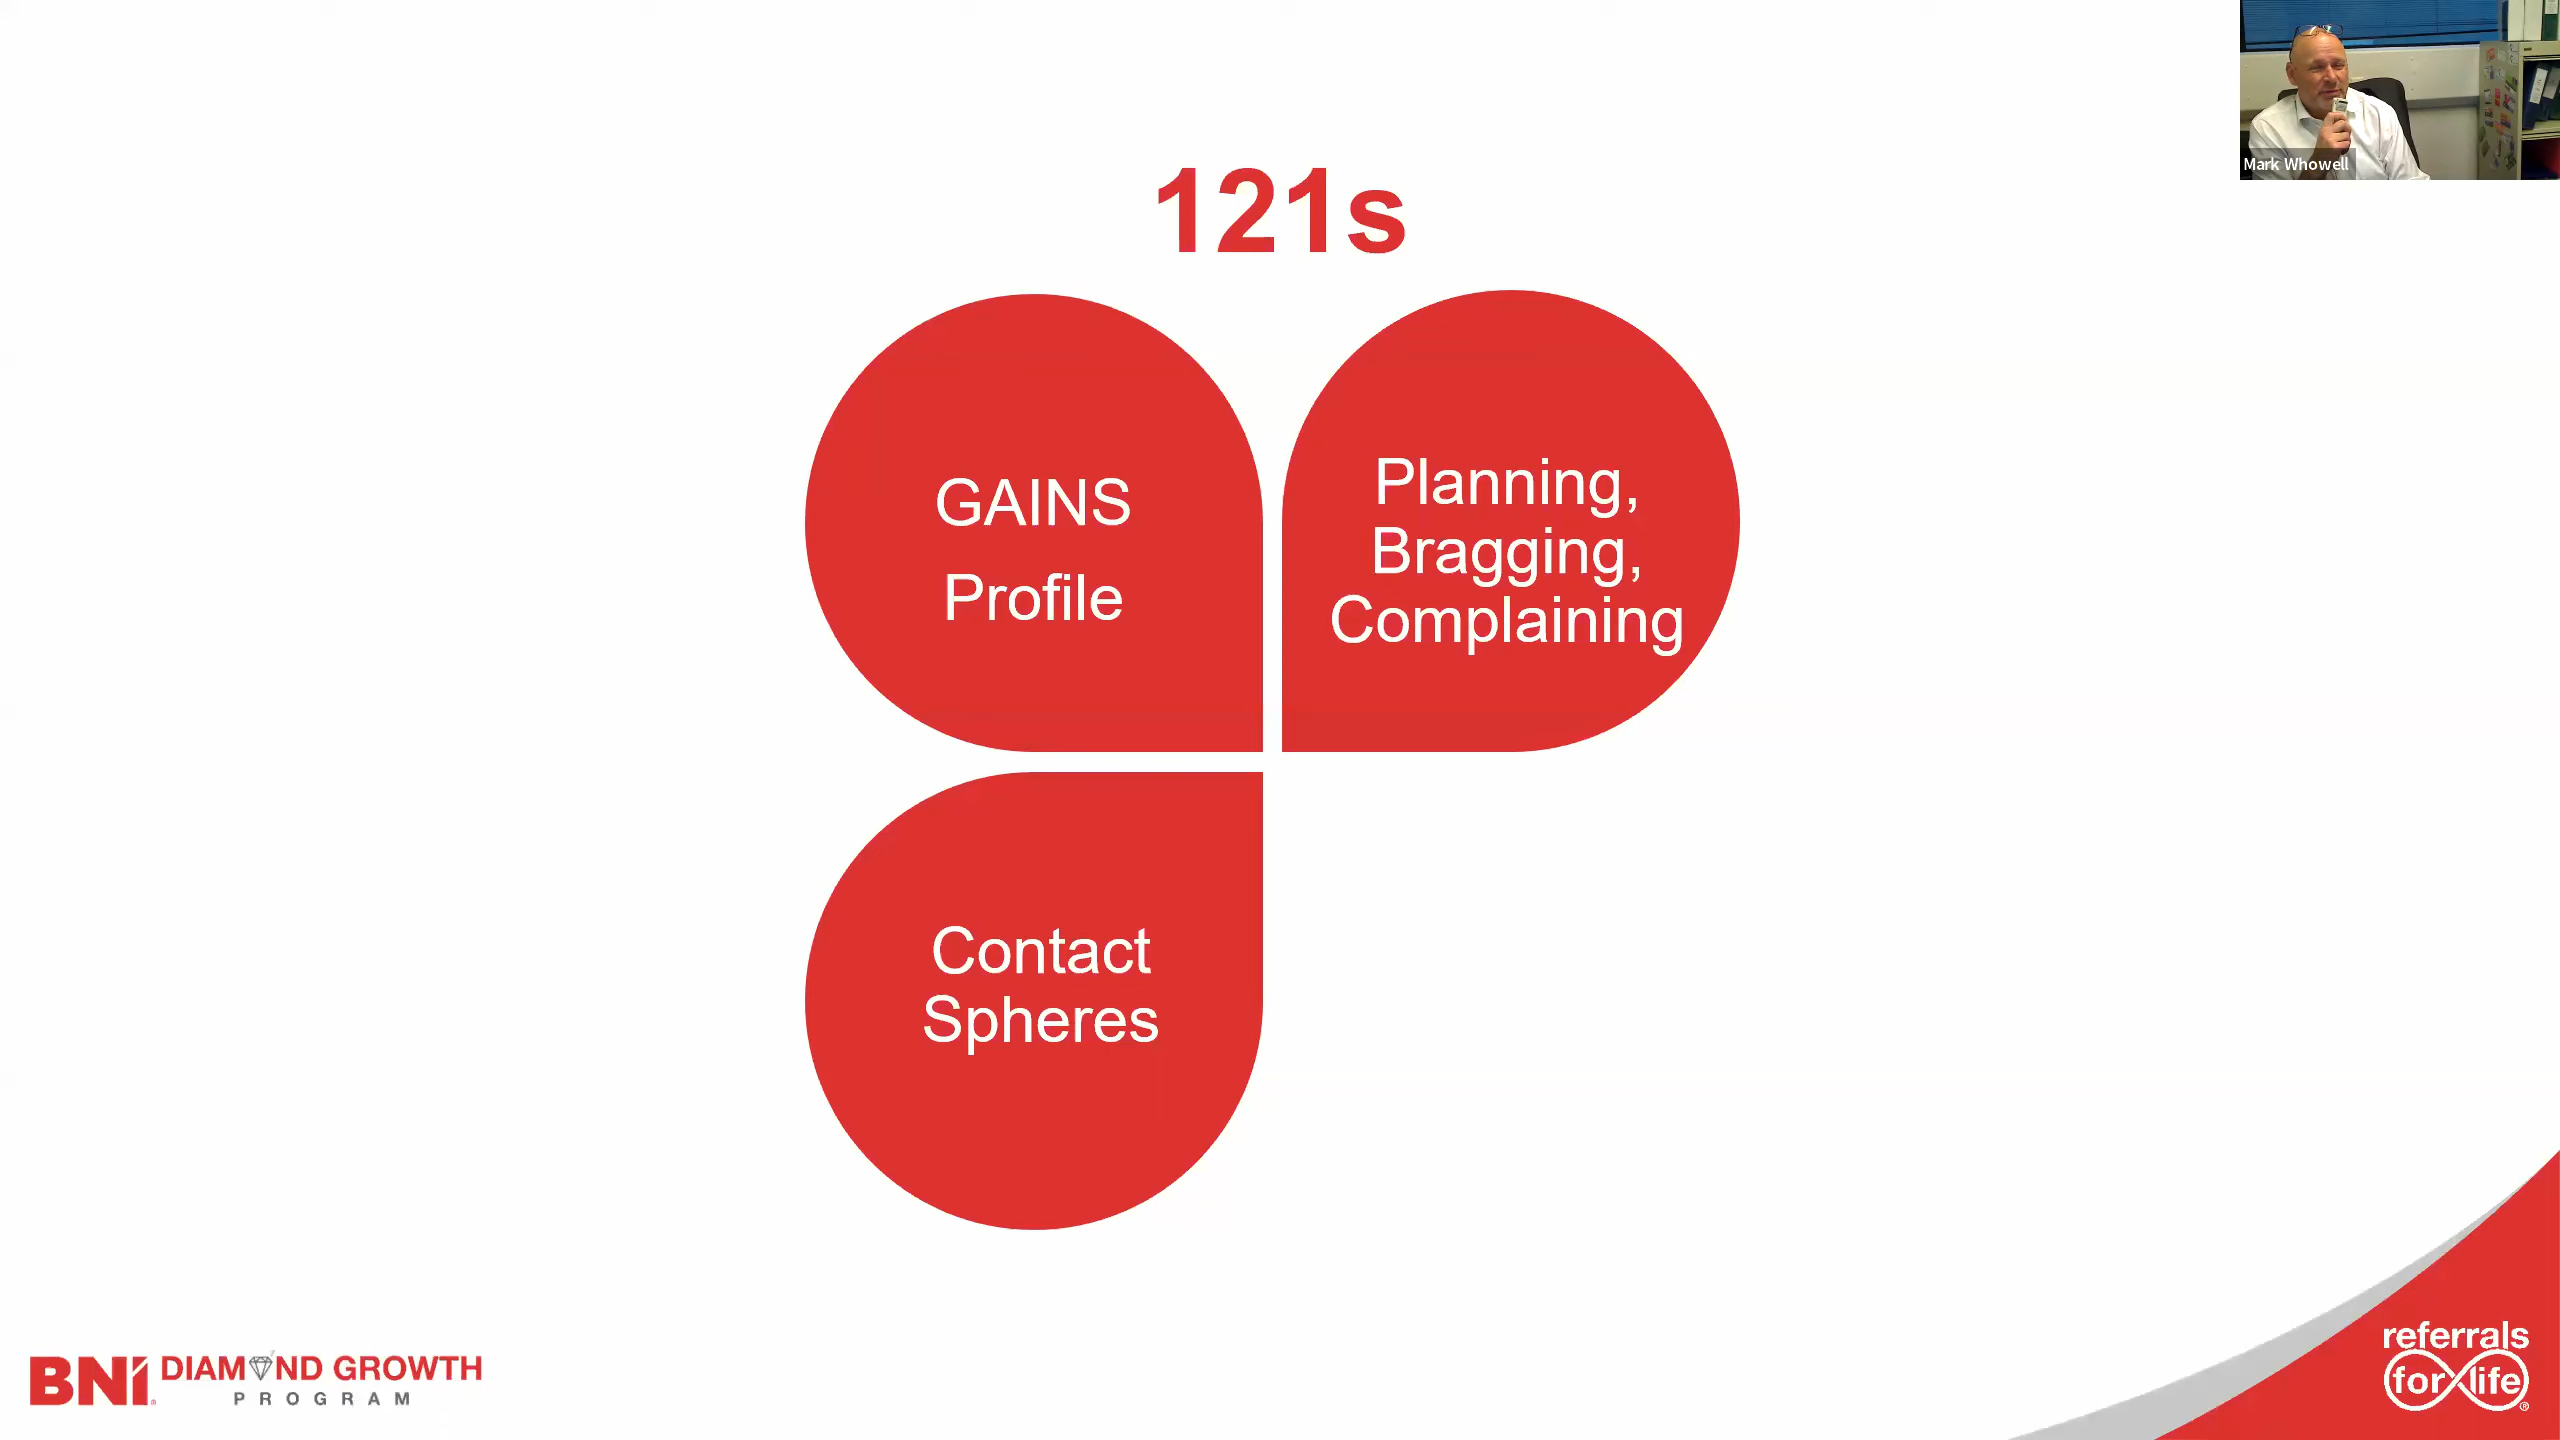 Mark Whowell
121s
GAINS
Profile
Planning,
Bragging,
Complaining
Contact
Spheres
BNI® DIAMOND GROWTH
PROGRAM
referrals
for life®